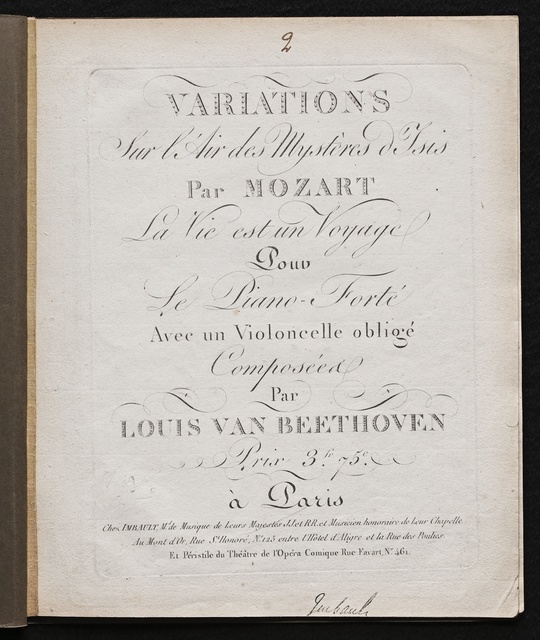 2
VARIATIONS
Sur l'Air des Mystères d'Isis
Par MOZART
La Vie est un Voyage
Pour
Le Piano-Forté
Avec un Violoncelle obligé
Composées
Par
LOUIS VAN BEETHOVEN
Prix 3.fr 75.c
à Paris
Chez IMBAULT, M.d de Musique de Leurs Majestés J.J. et R.R. et Musicien honoraire de Leur Chapelle
Au Mont d'Or, Rue S.t Honoré, N.o 125 entre l'Hôtel d'Aligre et la Rue des Poulies
Et Péristile du Théâtre de l'Opéra Comique Rue Favart, N.o 461.
Imbault